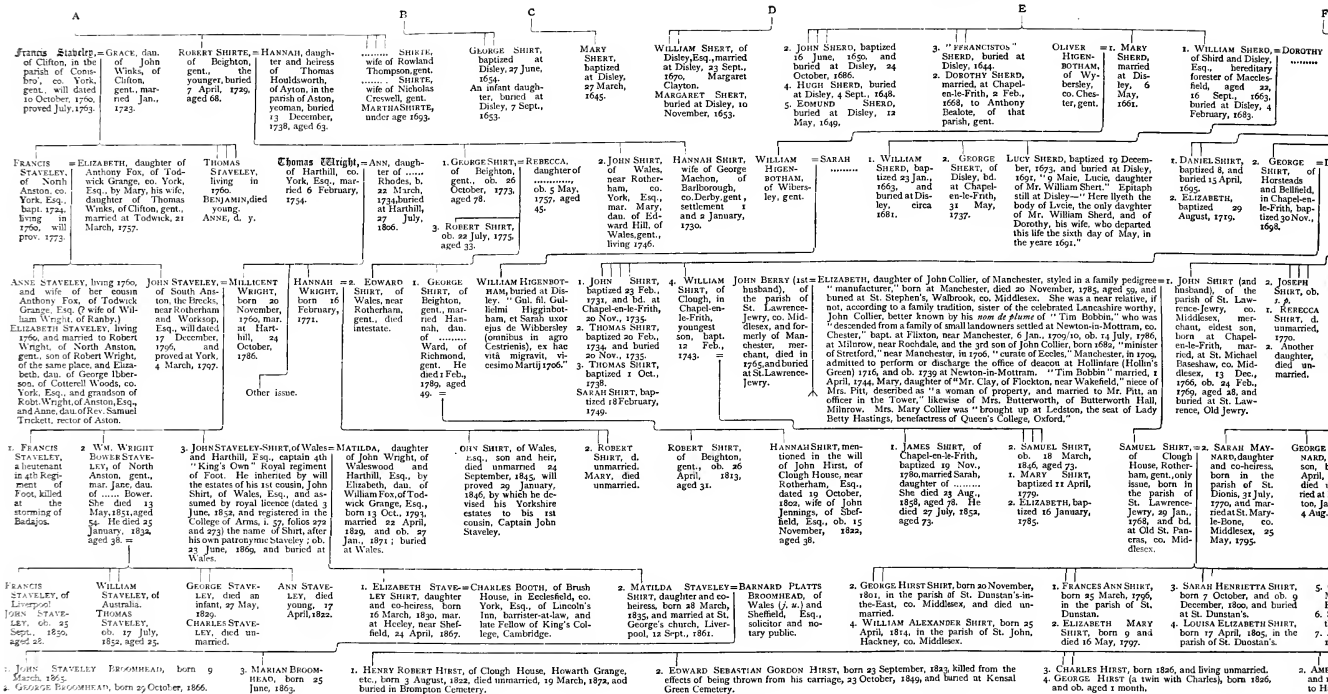 A
B
C
D
E
F
Francis Staveley,
of Clifton, in the
parish of Conis-
bro', co. York,
gent., will dated
10 October, 1760,
proved July, 1763.
= GRACE, dau.
of John
Winks, of
Clifton,
gent., mar-
ried Jan.,
1723.
ROBERT SHIRTE,
of Beighton,
gent., the
younger, buried
7 April, 1729,
aged 68.
= HANNAH, daugh-
ter and heiress
of Thomas
Houldsworth,
of Ayton, in the
parish of Aston,
yeoman, buried
13 December,
1738, aged 63.
......... SHIRTE,
wife of Rowland
Thompson, gent.
....... SHIRTE,
wife of Nicholas
Creswell, gent.
MARTHA SHIRTE,
under age 1693.
GEORGE SHIRT,
baptized at
Disley, 27 June,
1654.
An infant daugh-
ter, buried at
Disley, 7 Sept.,
1653.
MARY
SHERT,
baptized
at Disley,
27 March,
1645.
WILLIAM SHERT, of
Disley, Esq., married
at Disley, 23 Sept.,
1670, Margaret
Clayton.
MARGARET SHERT,
buried at Disley, 10
November, 1653.
2. JOHN SHERD, baptized
16 June, 1650, and
buried at Disley, 24
October, 1686.
4. HUGH SHERD, buried
at Disley, 4 Sept., 1648.
5. EDMUND SHERD,
buried at Disley, 12
May, 1649.
3. "FFRANCISTOS"
SHERD, buried at
Disley, 1644.
2. DOROTHY SHERD,
married, at Chapel-
en-le-Frith, 2 Feb.,
1668, to Anthony
Bealote, of that
parish, gent.
OLIVER
HIGEN-
BOTHAM,
of Wy-
bersley,
co. Ches-
ter, gent.
= 1. MARY
SHERD,
married
at Dis-
ley, 6
May,
1661.
1. WILLIAM SHERD,
of Shird and Disley,
Esq., hereditary
forester of Maccles-
field, aged 22,
16 Sept., 1663,
buried at Disley, 4
February, 1683.
= DOROTHY
.........
FRANCIS
STAVELEY,
of North
Anston, co.
York, Esq.,
bapt. 1724,
living in
1760, will
prov. 1773.
= ELIZABETH, daughter of
Anthony Fox, of Tod-
wick Grange, co. York,
Esq., by Mary, his wife,
daughter of Thomas
Winks, of Clifton, gent.,
married at Todwick, 21
March, 1757.
THOMAS
STAVELEY,
living in
1760.
BENJAMIN, died
young.
ANNE, d. y.
Thomas Wright,
of Harthill, co.
York, Esq., mar-
ried 6 February,
1754.
= ANN, daugh-
ter of ......
Rhodes, b.
22 March,
1734, buried
at Harthill,
27 July,
1806.
1. GEORGE SHIRT,
of Beighton,
gent., ob. 26
October, 1773,
aged 78.
3. ROBERT SHIRT,
ob. 22 July, 1775,
aged 33.
= REBECCA,
daughter of
.........
ob. 5 May,
1757, aged
45.
2. JOHN SHIRT,
of Wales,
near Rother-
ham, co.
York, Esq.,
mar. Mary,
dau. of Ed-
ward Hill, of
Wales, gent.,
living 1746.
HANNAH SHIRT,
wife of George
Machon, of
Barlborough,
co. Derby, gent.,
settlement 1
and 2 January,
1730.
WILLIAM
HIGEN-
BOTHAM,
of Wibers-
ley, gent.
= SARAH
.........
1. WILLIAM
SHERD, bap-
tized 23 Jan.,
1663, and
buried at Dis-
ley, circa
1681.
2. GEORGE
SHERD, of
Disley, bd.
at Chapel-
en-le-Frith,
31 May,
1737.
LUCY SHERD, baptized 19 Decem-
ber, 1673, and buried at Disley,
1691, "9 Maie, Lucie, daughter
of Mr. William Shert." Epitaph
still at Disley—"Here llyeth the
body of Lvcie, the only davghter
of Mr. William Sherd, and of
Dorothy, his wife, who departed
this life the sixth day of May, in
the yeare 1691."
1. DANIEL SHIRT,
baptized 8, and
buried 15 April,
1695.
2. ELIZABETH,
baptized 29
August, 1719.
2. GEORGE
SHIRT, of
Horsteads
and Bellfield,
in Chapel-en-
le-Frith, bap-
tized 30 Nov.,
1698.
ANNE STAVELEY, living 1760,
and wife of her cousin
Anthony Fox, of Todwick
Grange, Esq. (? wife of Wil-
liam Wright, of Ranby.)
ELIZABETH STAVELEY, living
1760, and married to Robert
Wright, of North Anston,
gent., son of Robert Wright,
of the same place, and Eliza-
beth, dau. of George Ibber-
son, of Cotterell Woods, co.
York, Esq., and grandson of
Robt. Wright, of Anston, Esq.,
and Anne, dau. of Rev. Samuel
Trickett, rector of Aston.
JOHN STAVELEY,
of South Ans-
ton, the Brecks,
near Rotherham
and Worksop,
Esq., will dated
17 December,
1796, and
proved at York,
4 March, 1797.
= MILLICENT
WRIGHT,
born 20
November,
1760, mar.
at Hart-
hill, 24
October,
1786.
Other issue.
HANNAH
WRIGHT,
born 16
February,
1771.
= 2. EDWARD
SHIRT, of
Wales, near
Rotherham,
gent., died
intestate.
1. GEORGE
SHIRT, of
Beighton,
gent., mar-
ried Han-
nah, dau.
of .........
Ward, of
Richmond,
gent. He
died 1 Feb.,
1789, aged
49. =
WILLIAM HIGENBOT-
HAM, buried at Dis-
ley. "Gul. fil. Gul-
lielmi Higginbot-
ham, et Sarah uxor
ejus de Wibbersley
(omnibus in agro
Cestrienis), ex hac
vitâ migravit, vi-
cesimo Martij 1706."
1. JOHN SHIRT,
baptized 23 Feb.,
1731, and bd. at
Chapel-en-le-Frith,
20 Nov., 1735.
2. THOMAS SHIRT,
baptized 20 Jan.,
1734, and buried
20 Nov., 1735.
3. THOMAS SHIRT,
baptized 1 Oct.,
1738.
SARAH SHIRT, bap-
tized 18 February,
1749.
4. WILLIAM
SHIRT, of
Clough, in
Chapel-en-
le-Frith,
youngest
son, bapt.
12 Feb.,
1743. =
JOHN BERRY (1st
husband), of
the parish of
St. Lawrence-
Jewry, co. Mid-
dlesex, and for-
merly of Man-
chester, mer-
chant, died in
1765, and buried
at St. Lawrence-
Jewry.
= ELIZABETH, daughter of John Collier, of Manchester, styled in a family pedigree
"manufacturer," born at Manchester, died 20 November, 1785, aged 59, and
buried at St. Stephen's, Walbrook, co. Middlesex. She was a near relative, if
not, according to a family tradition, sister of the celebrated Lancashire worthy,
John Collier, better known by his nom de plume of "Tim Bobbin," who was
"descended from a family of small landowners settled at Newton-in-Mottram, co.
Chester," bapt. at Flixton, near Manchester, 6 Jan., 1709/10, ob. 14 July, 1786,
at Milnrow, near Rochdale, and the 3rd son of John Collier, born 1682, "minister
of Stretford," near Manchester, in 1706, "curate of Eccles," Manchester, in 1709,
admitted to perform or discharge the office of deacon at Hollinfare (Hollin's
Green) 1716, and ob. 1739 at Newton-in-Mottram. "Tim Bobbin" married, 1
April, 1744, Mary, daughter of "Mr. Clay, of Flockton, near Wakefield," niece of
Mrs. Pitt, described as "a woman of property, and married to Mr. Pitt, an
officer in the Tower," likewise of Mrs. Butterworth, of Butterworth Hall,
Milnrow. Mrs. Mary Collier was "brought up at Ledston, the seat of Lady
Betty Hastings, benefactress of Queen's College, Oxford."
= 1. JOHN SHIRT (2nd
husband), of the
parish of St. Law-
rence-Jewry, co.
Middlesex, mer-
chant, eldest son,
born at Chapel-
en-le-Frith, mar-
ried, at St. Michael
Baseshaw, co. Mid-
dlesex, 13 Dec.,
1766, ob. 24 Feb.,
1769, aged 28, and
buried at St. Law-
rence, Old Jewry.
2. JOSEPH
SHIRT, ob.
s. p.
1. REBECCA
SHIRT, d.
unmarried,
1770.
2. Another
daughter,
died un-
married.
1. FRANCIS
STAVELEY,
a lieutenant
in 4th Regi-
ment of
Foot, killed
at the
storming of
Badajos.
2. WM. WRIGHT
BOWER STAVE-
LEY, of North
Anston, gent.,
mar. Jane, dau.
of ...... Bower.
She died 13
May, 1851, aged
54. He died 25
January, 1832,
aged 38. =
3. JOHN STAVELEY-SHIRT, of Wales
and Harthill, Esq., captain 4th
"King's Own" Royal regiment
of Foot. He inherited by will
the estates of his 1st cousin, John
Shirt, of Wales, Esq., and as-
sumed by royal licence (dated 3
June, 1852, and registered in the
College of Arms, i. 57, folios 272
and 273) the name of Shirt, after
his own patronymic Staveley; ob.
23 June, 1869, and buried at
Wales.
= MATILDA, daughter
of John Wright, of
Waleswood and
Harthill, Esq., by
Elizabeth, dau. of
William Fox, of Tod-
wick Grange, Esq.,
born 13 Oct., 1793,
married 22 April,
1829, and ob. 27
Jan., 1871; buried
at Wales.
JOHN SHIRT, of Wales,
Esq., son and heir,
died unmarried 24
September, 1845, will
proved 29 January,
1846, by which he de-
vised his Yorkshire
estates to his 1st
cousin, Captain John
Staveley.
2. ROBERT
SHIRT, d.
unmarried.
MARY, died
unmarried.
ROBERT SHIRT,
of Beighton,
gent., ob. 26
April, 1813,
aged 31.
HANNAH SHIRT, men-
tioned in the will
of John Hirst, of
Clough House, near
Rotherham, Esq.,
dated 19 October,
1802, wife of John
Jennings, of Shef-
field, Esq., ob. 15
November, 1822,
aged 38.
1. JAMES SHIRT, of
Chapel-en-le-Frith,
baptized 19 Nov.,
1769, married Sarah,
daughter of .........
She died 23 Aug.,
1858, aged 78. He
died 27 July, 1852,
aged 73.
2. SAMUEL SHIRT,
ob. 18 March,
1846, aged 73.
1. MARY SHIRT,
baptized 11 April,
1779.
2. ELIZABETH, bap-
tized 16 January,
1785.
SAMUEL SHIRT,
of Clough
House, Rother-
ham, gent., only
issue, born in
the parish of
St. Lawrence-
Jewry, 29 Jan.,
1768, and bd.
at Old St. Pan-
cras, co. Mid-
dlesex.
= 2. SARAH MAY-
NARD, daughter
and co-heiress,
born in the
parish of St.
Dionis, 31 July,
1770, and mar-
ried at St. Mary-
le-Bone, co.
Middlesex, 25
May, 1795.
GEORGE
FRANCIS
STAVELEY, of
Liverpool
JOHN STAVE-
LEY, ob. 25
Sept., 1850,
aged 28.
WILLIAM
STAVELEY, of
Australia.
THOMAS
STAVELEY,
ob. 17 July,
1852, aged 25.
GEORGE STAVE-
LEY, died an
infant, 27 May,
1829.
CHARLES STAVE-
LEY, died un-
married.
ANN STAVE-
LEY, died
young, 17
April, 1822.
1. ELIZABETH STAVE-
LEY SHIRT, daughter
and co-heiress, born
16 March, 1830, mar.
at Heeley, near Shef-
field, 24 April, 1867.
= CHARLES BOOTH, of Brush
House, in Ecclesfield, co.
York, Esq., of Lincoln's
Inn, barrister-at-law, and
late Fellow of King's Col-
lege, Cambridge.
2. MATILDA STAVELEY
SHIRT, daughter and co-
heiress, born 28 March,
1835, and married at St.
George's church, Liver-
pool, 12 Sept., 1861.
= BARNARD PLATTS
BROOMHEAD, of
Wales (j. u.) and
Sheffield, Esq.,
solicitor and no-
tary public.
2. GEORGE HIRST SHIRT, born 20 November,
1801, in the parish of St. Dunstan's-in-
the-East, co. Middlesex, and died un-
married.
4. WILLIAM ALEXANDER SHIRT, born 25
April, 1814, in the parish of St. John,
Hackney, co. Middlesex.
1. FRANCES ANN SHIRT,
born 25 March, 1796,
in the parish of St.
Dunstan.
2. ELIZABETH MARY
SHIRT, born 9 and
died 16 May, 1797.
3. SARAH HENRIETTA SHIRT,
born 7 October, and ob. 9
December, 1800, and buried
at St. Dunstan's.
4. LOUISA ELIZABETH SHIRT,
born 17 April, 1805, in the
parish of St. Dunstan's.
1. JOHN STAVELEY BROOMHEAD, born 9
March, 1865.
2. GEORGE BROOMHEAD, born 29 October, 1866.
3. MARIAN BROOM-
HEAD, born 25
June, 1863.
1. HENRY ROBERT HIRST, of Clough House, Howarth Grange,
etc., born 3 August, 1822, died unmarried, 19 March, 1872, and
buried in Brompton Cemetery.
2. EDWARD SEBASTIAN GORDON HIRST, born 23 September, 1823, killed from the
effects of being thrown from his carriage, 23 October, 1849, and buried at Kensal
Green Cemetery.
3. CHARLES HIRST, born 1826, and living unmarried.
4. GEORGE HIRST (a twin with Charles), born 1826,
and ob. aged 1 month.